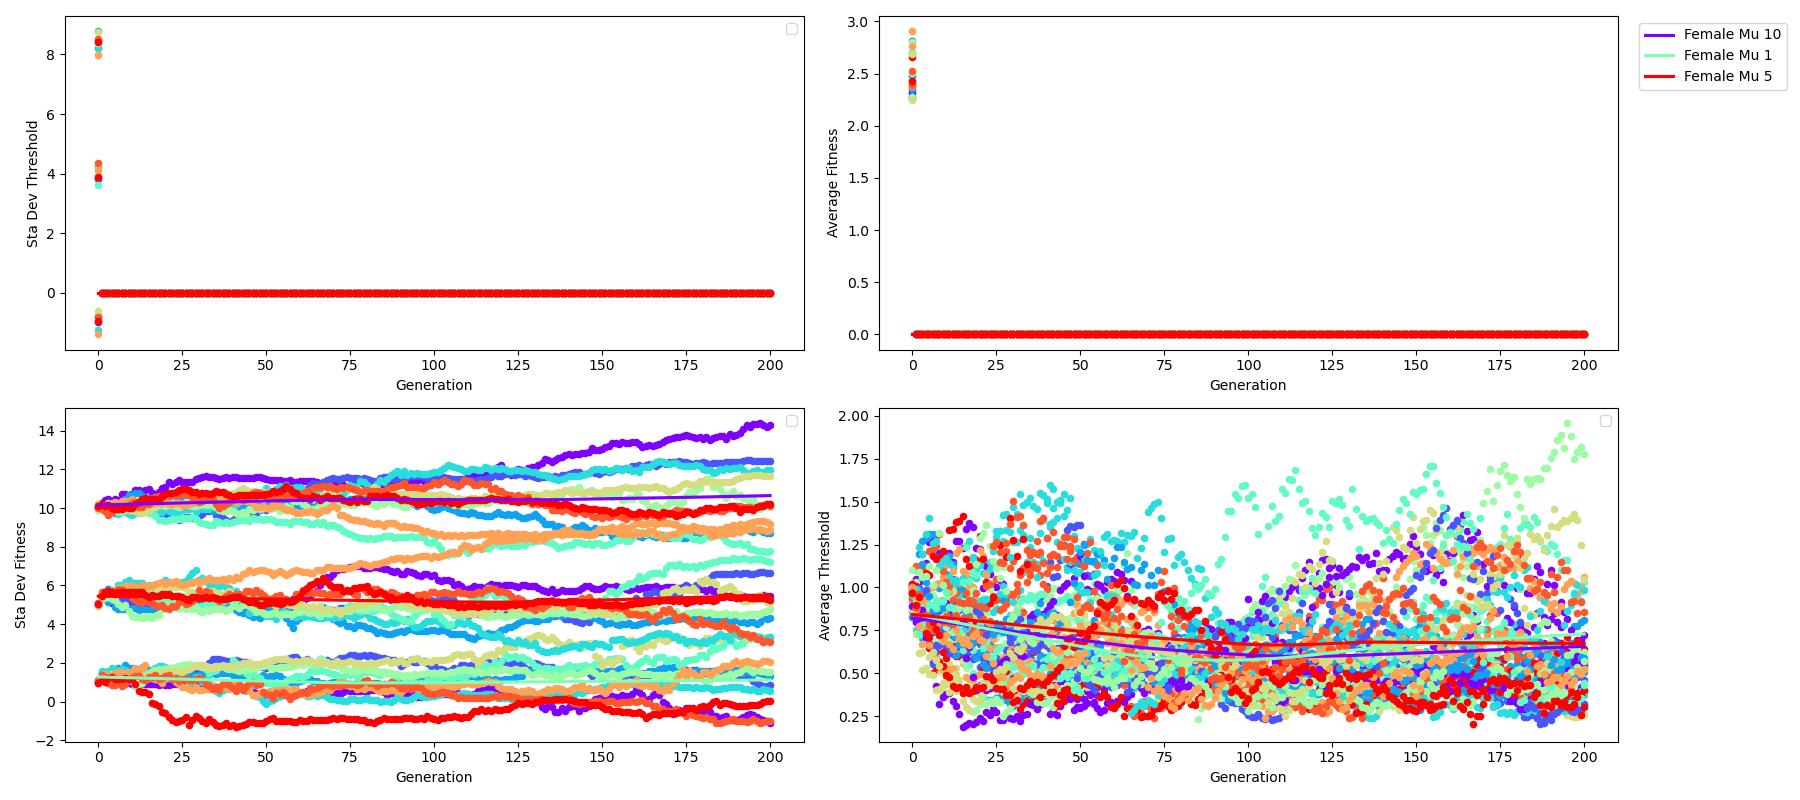 Sta Dev Threshold
8
6
4
2
0
0 25 50 75 100 125 150 175 200
Generation
Average Fitness
3.0
2.5
2.0
1.5
1.0
0.5
0.0
0 25 50 75 100 125 150 175 200
Generation
Female Mu 10
Female Mu 1
Female Mu 5
Sta Dev Fitness
14
12
10
8
6
4
2
0
−2
0 25 50 75 100 125 150 175 200
Generation
Average Threshold
2.00
1.75
1.50
1.25
1.00
0.75
0.50
0.25
0 25 50 75 100 125 150 175 200
Generation